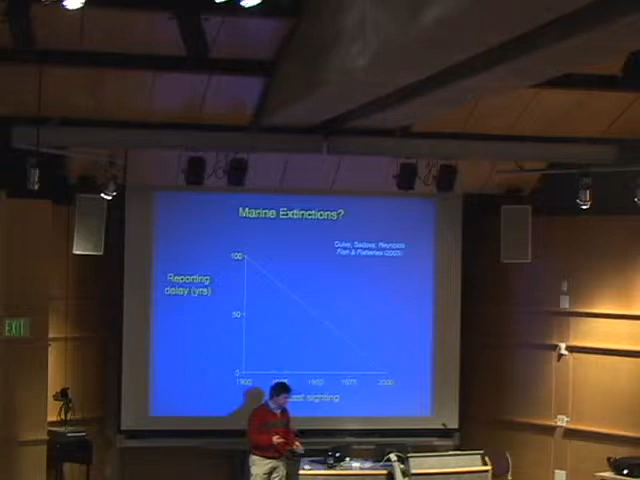 Marine Extinctions?
Dulvy, Sadovy, Reynolds
Fish & Fisheries (2003)
100
Reporting
delay (yrs)
EXIT
50
0
1900
1950
1975
2000
last sighting